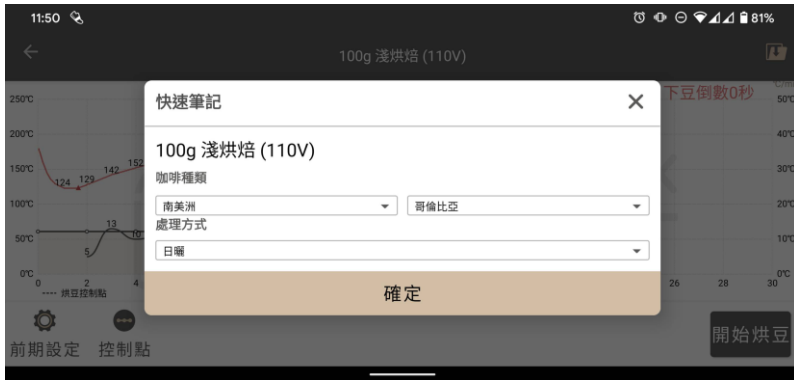 11:50
81%
100g 淺烘焙 (110V)
下豆倒數0秒
快速筆記
100g 淺烘焙 (110V)
咖啡種類
南美洲
哥倫比亞
處理方式
日曬
確定
250℃
200℃
150℃
100℃
50℃
0℃
124
129
142
152
13
10
5
50℃
40℃
30℃
20℃
10℃
0℃
0
2
4
26
28
30
---- 烘豆控制點
前期設定
控制點
開始烘豆